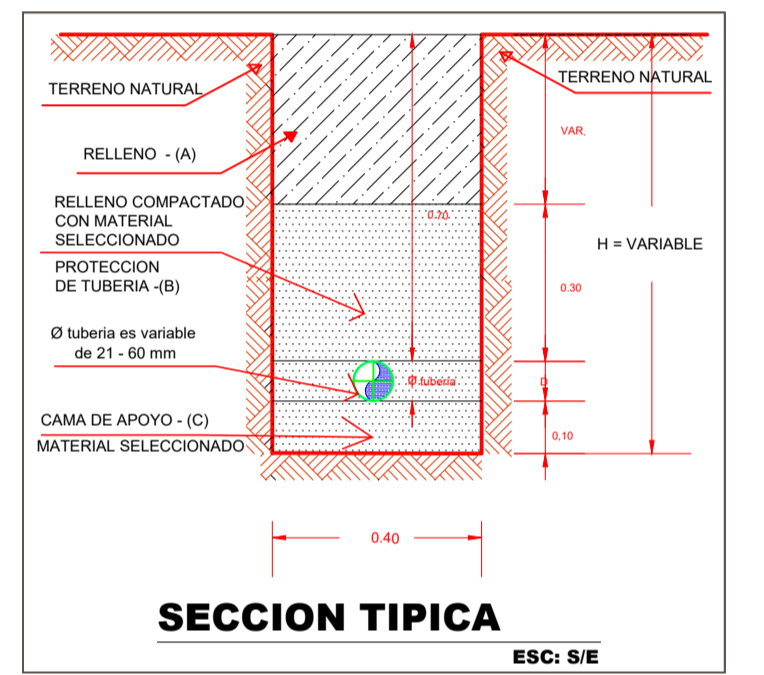 TERRENO NATURAL
TERRENO NATURAL
VAR.
RELLENO - (A)
RELLENO COMPACTADO
CON MATERIAL
SELECCIONADO
0.70
H = VARIABLE
PROTECCION
DE TUBERIA -(B)
0.30
Ø tuberia es variable
de 21 - 60 mm
Ø tuberia
D
CAMA DE APOYO - (C)
MATERIAL SELECCIONADO
0,10
0.40
SECCION TIPICA
ESC: S/E